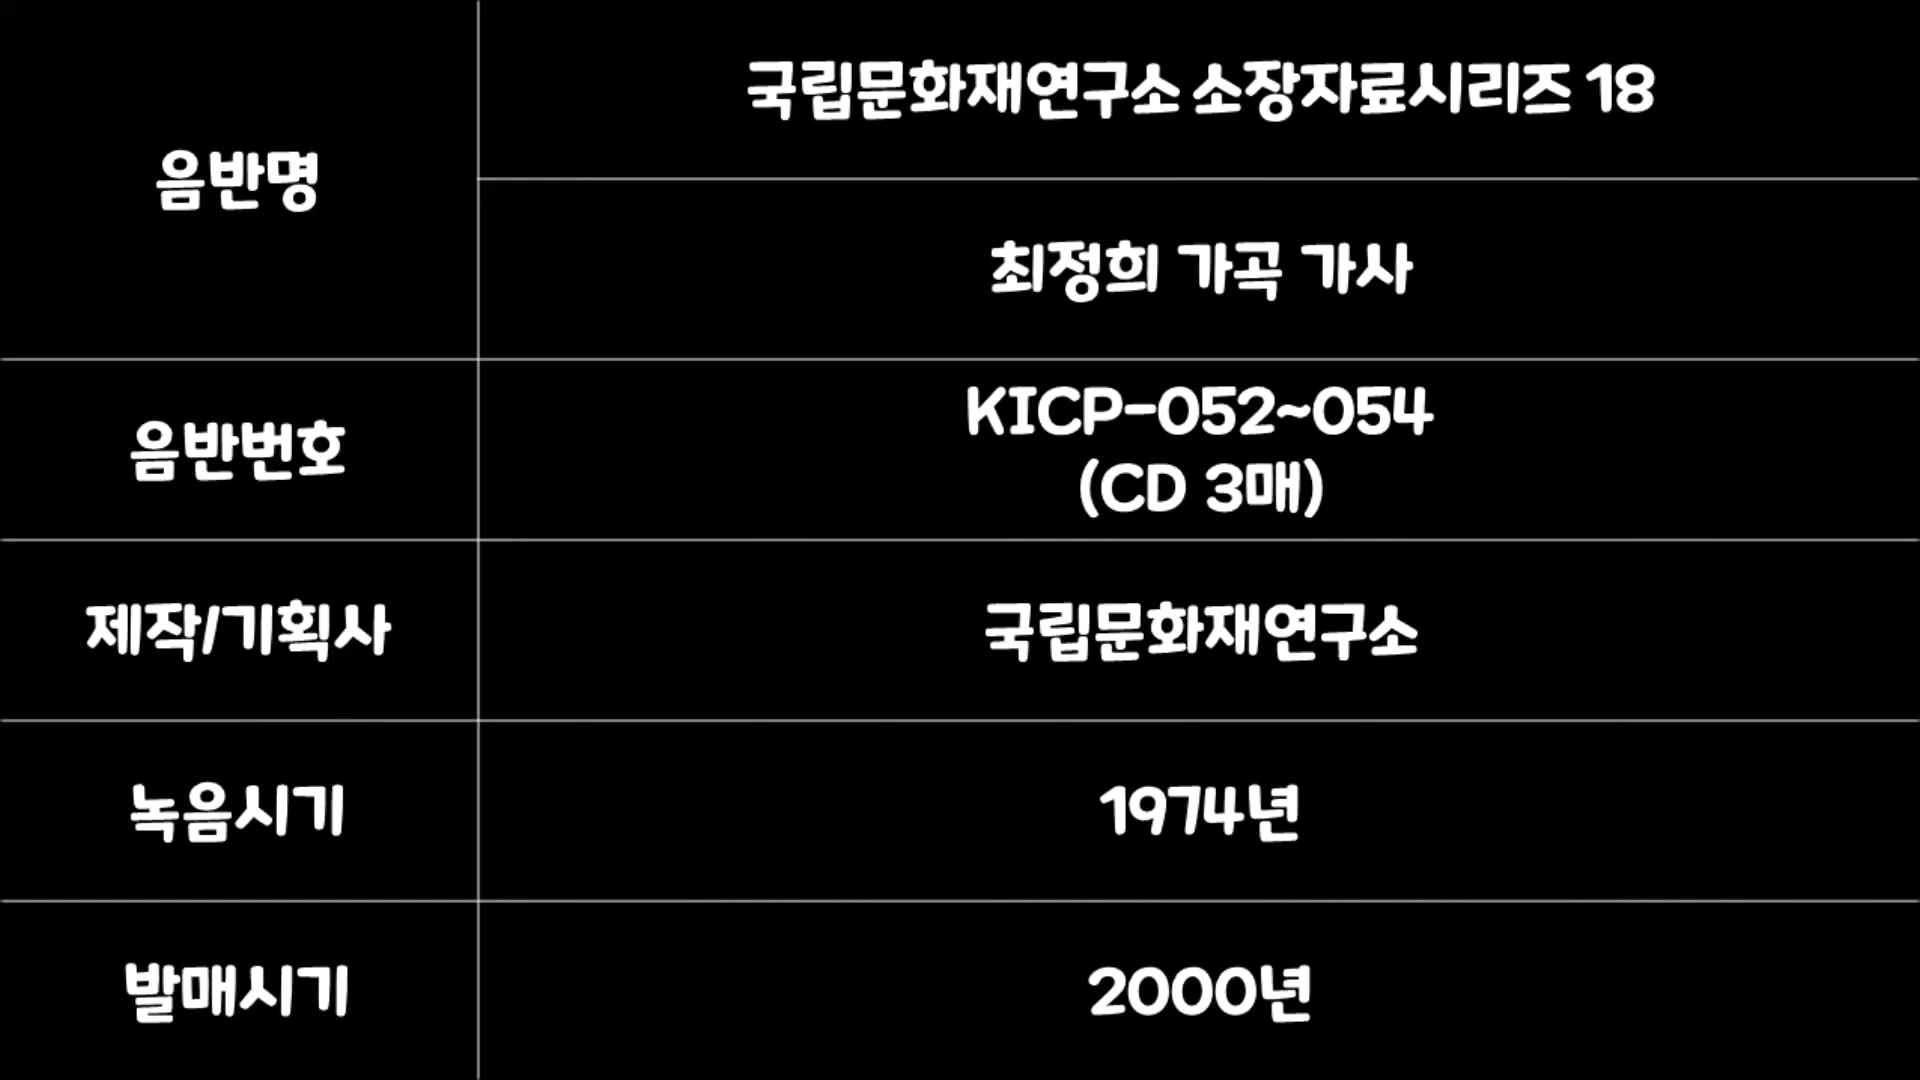 음반명
국립문화재연구소 소장자료시리즈 18
최정희 가곡 가사
음반번호
KICP-052~054
(CD 3매)
제작/기획사
국립문화재연구소
녹음시기
1974년
발매시기
2000년